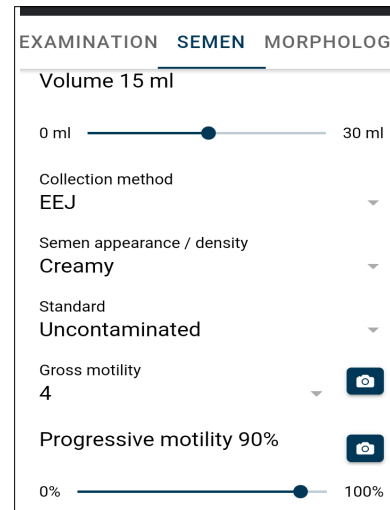 EXAMINATION SEMEN MORPHOLOG
Volume 15 ml
0 ml 30 ml
Collection method
EEJ
Semen appearance / density
Creamy
Standard
Uncontaminated
Gross motility
4
Progressive motility 90%
0% 100%